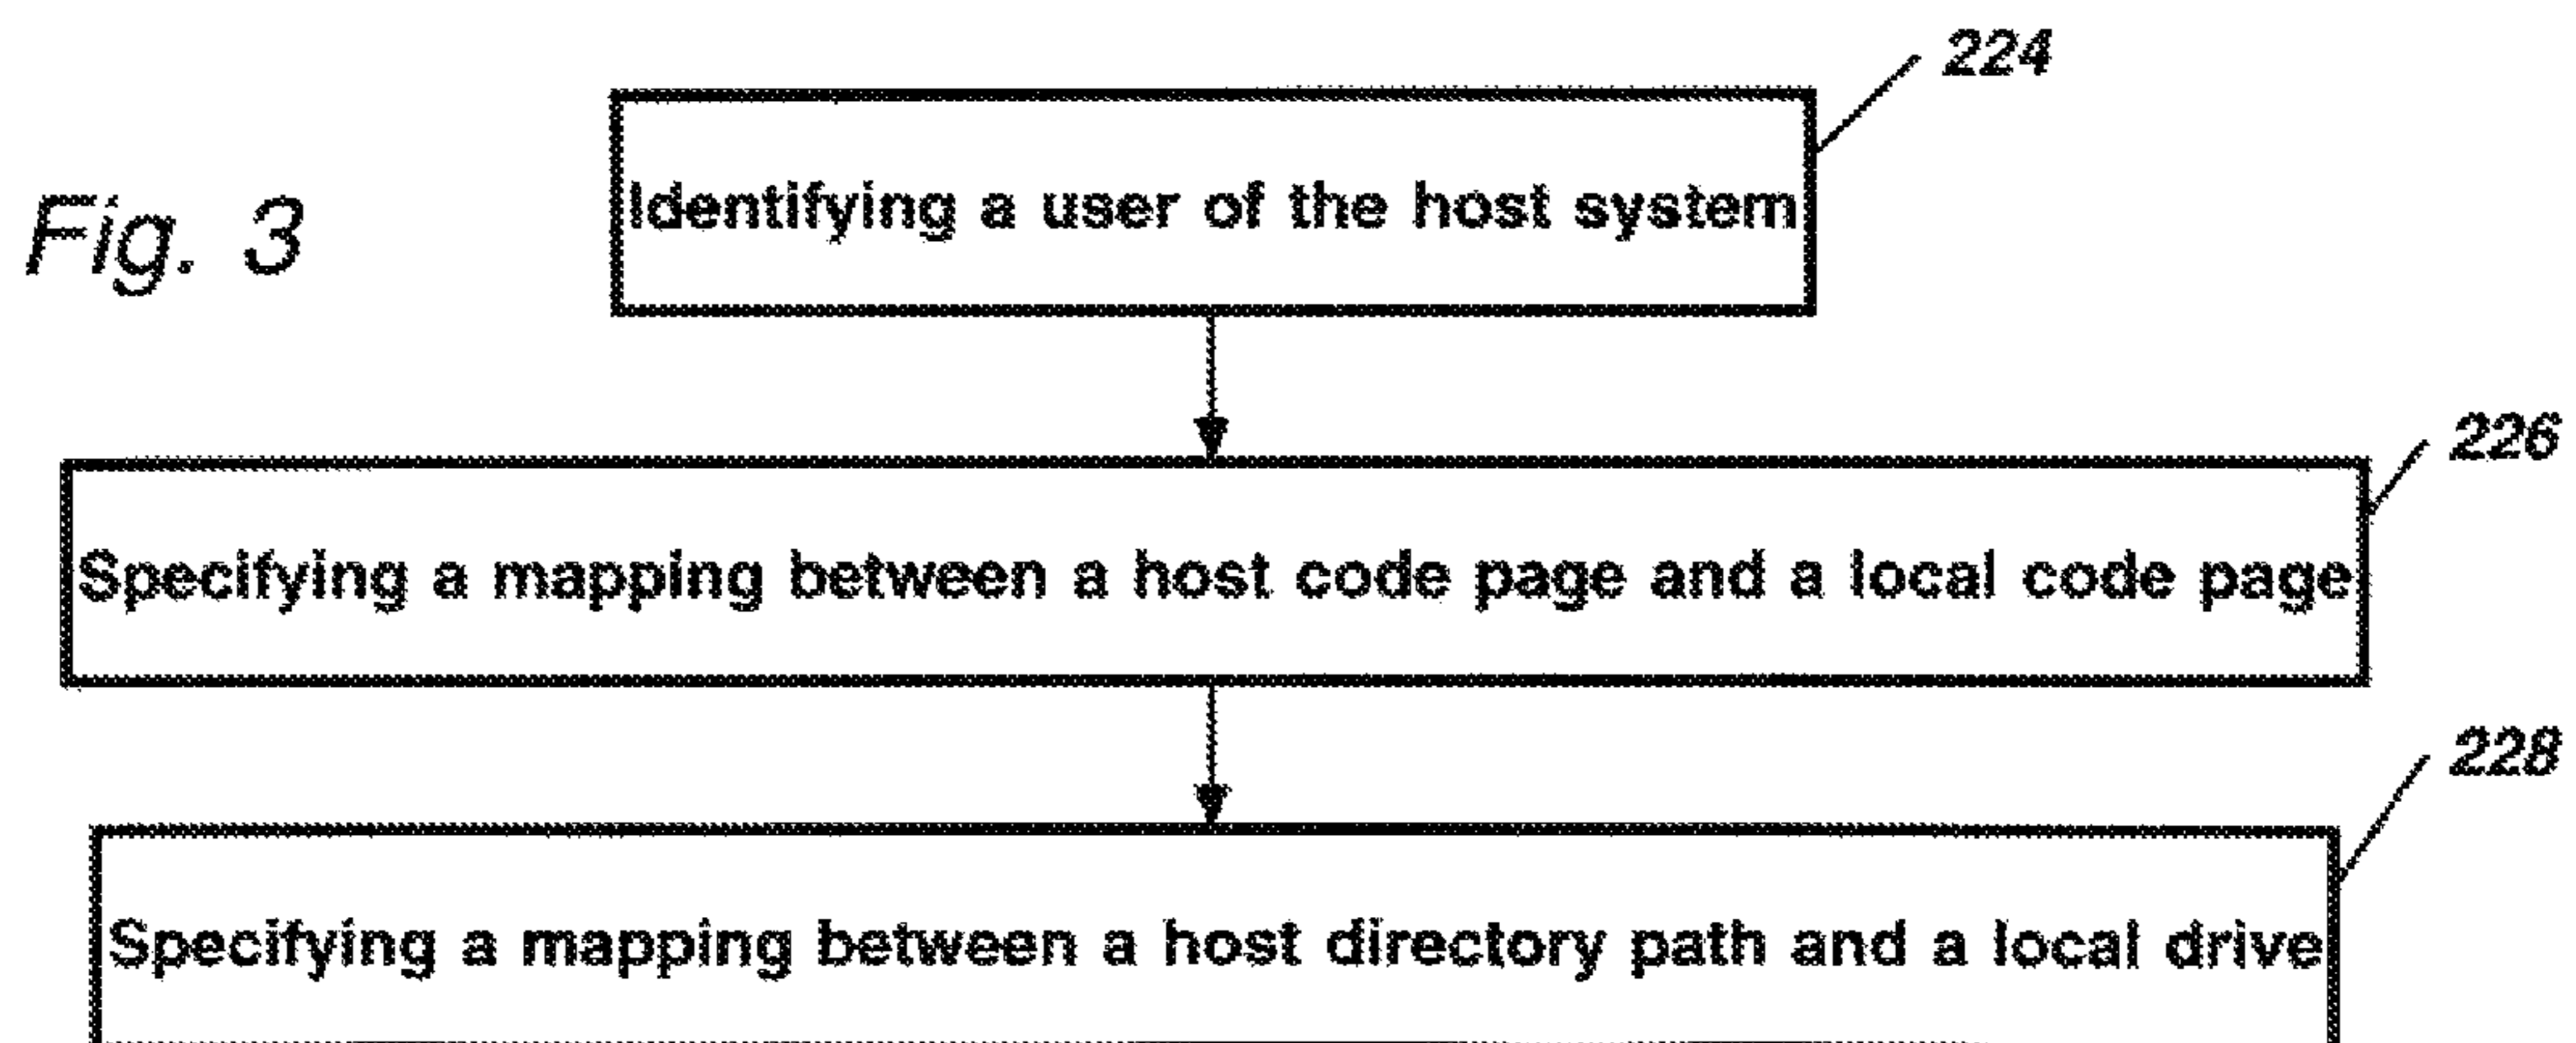 224
Fig. 3
Identifying a user of the host system
226
Specifying a mapping between a host code page and a local code page
228
Specifying a mapping between a host directory path and a local drive